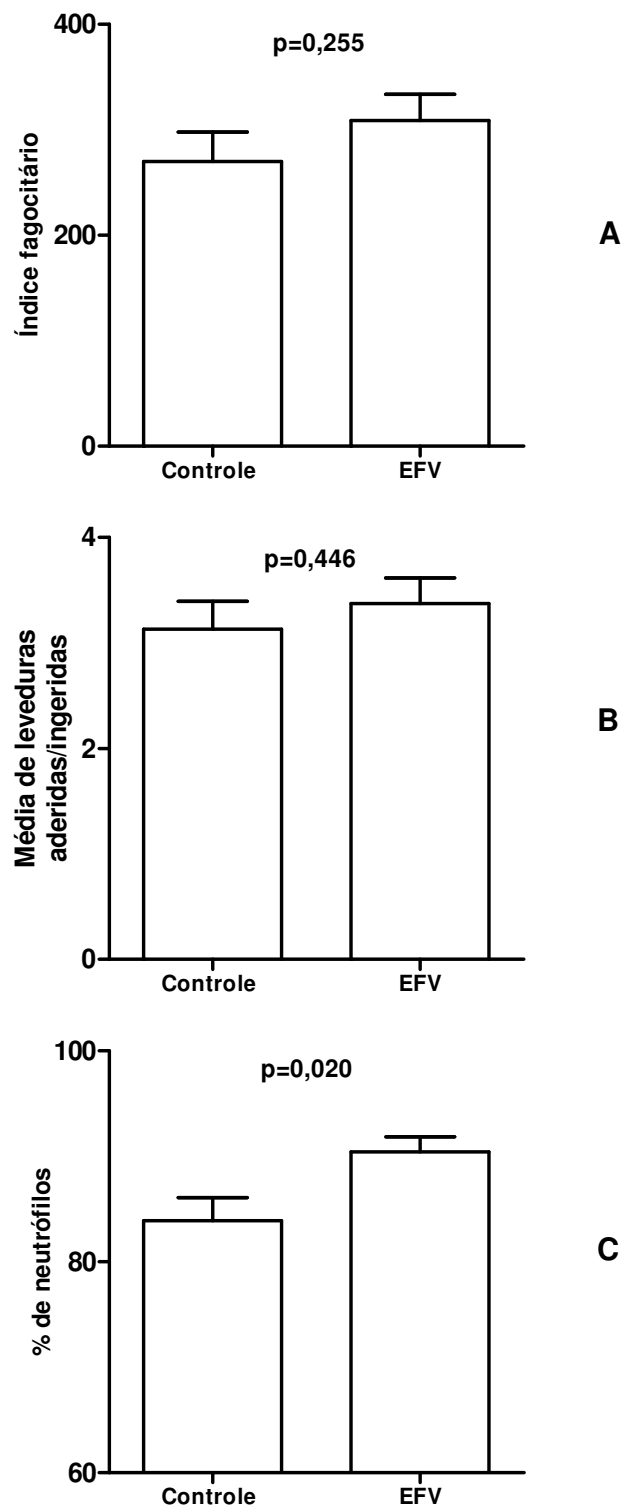 400
p=0,255
Índice fagocitário
200
A
0
Controle
EFV
4
p=0,446
Média de leveduras
aderidas/ingeridas
B
2
0
Controle
EFV
100
p=0,020
% de neutrófilos
80
C
60
Controle
EFV